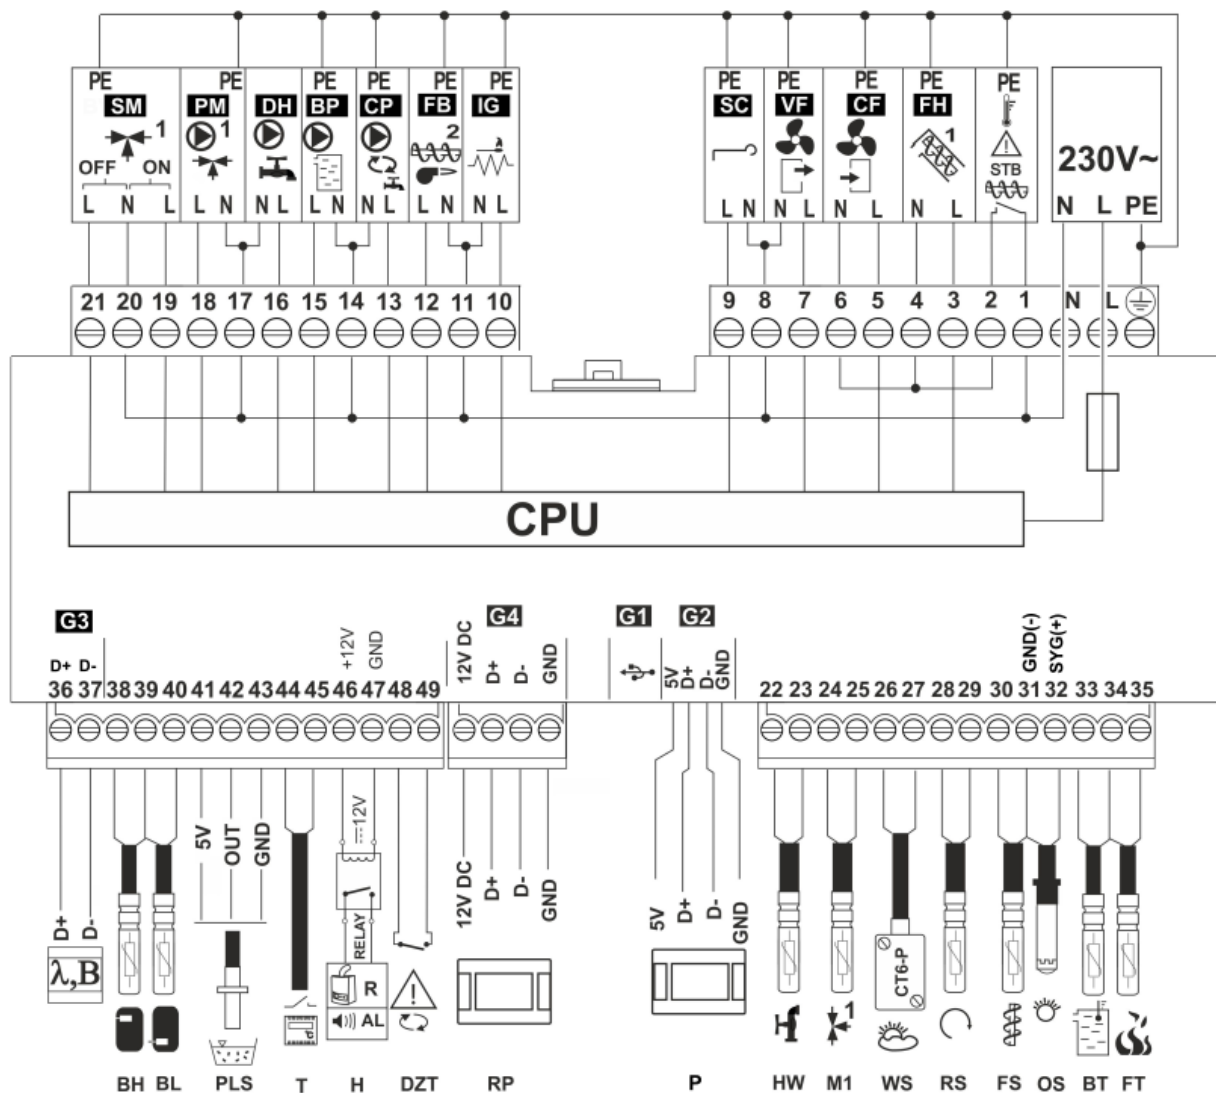 PE PE PE PE PE PE PE PE PE PE PE
SM PM DH BP CP FB IG SC VF CF FH
1 1 2 1
OFF ON STB 230V~
L N L L N N L L N N L L N N L L N N L N L N L N L PE
21 20 19 18 17 16 15 14 13 12 11 10 9 8 7 6 5 4 3 2 1 N L
CPU
G3 G4 G1 G2
D+ D- +12V GND 12V DC D+ D- GND 5V D+ D- GND GND(-) SYG(+)
36 37 38 39 40 41 42 43 44 45 46 47 48 49 22 23 24 25 26 27 28 29 30 31 32 33 34 35
5V OUT GND 12V 12V DC D+ D- GND 5V D+ D- GND
D+ D- RELAY CT6-P
λ,B R
°C AL 1
BH BL PLS T H DZT RP P HW M1 WS RS FS OS BT FT